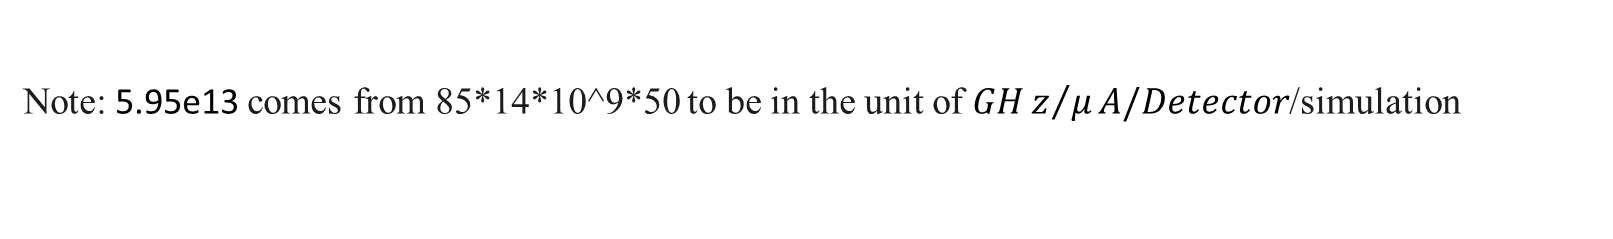 Note: 5.95e13 comes from 85*14*10^9*50 to be in the unit of GH z/μ A/Detector/simulation